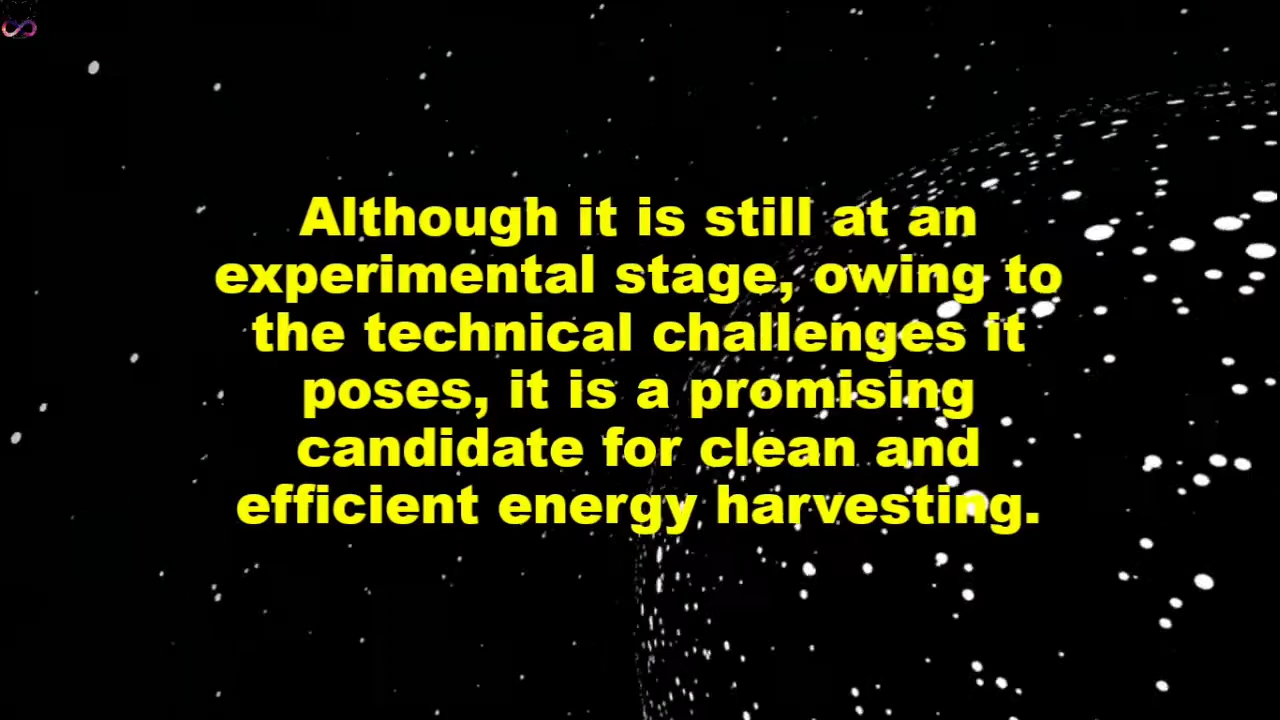 Although it is still at an
experimental stage, owing to
the technical challenges it
poses, it is a promising
candidate for clean and
efficient energy harvesting.